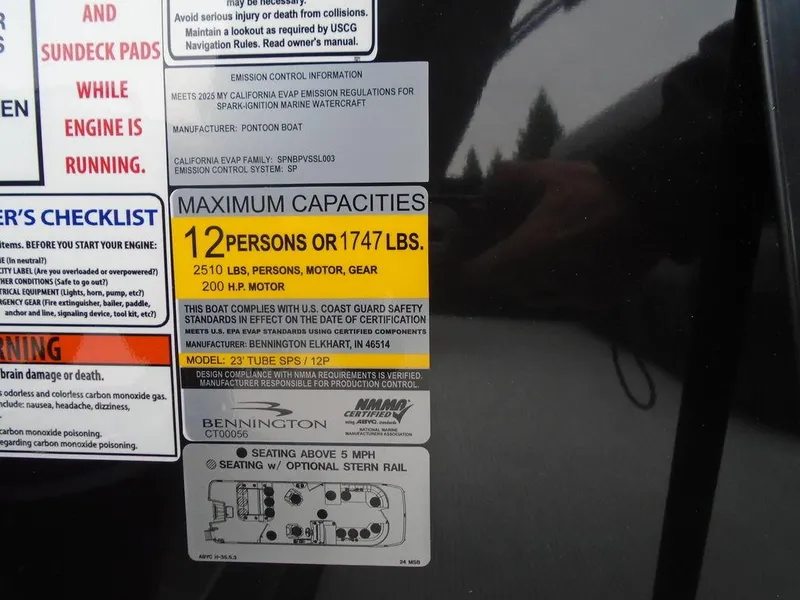 AND
SUNDECK PADS
WHILE
ENGINE IS
RUNNING.
EN
may be necessary.
Avoid serious injury or death from collisions.
Maintain a lookout as required by USCG
Navigation Rules. Read owner's manual.
EMISSION CONTROL INFORMATION
MEETS 2025 MY CALIFORNIA EVAP EMISSION REGULATIONS FOR
SPARK-IGNITION MARINE WATERCRAFT
MANUFACTURER: PONTOON BOAT
CALIFORNIA EVAP FAMILY: SPNBPVSSL003
EMISSION CONTROL SYSTEM: SP
ER'S CHECKLIST
items. BEFORE YOU START YOUR ENGINE:
(In neutral?)
CITY LABEL (Are you overloaded or overpowered?)
HER CONDITIONS (Safe to go out?)
TRICAL EQUIPMENT (Lights, horn, pump, etc?)
RGENCY GEAR (Fire extinguisher, bailer, paddle,
anchor and line, signaling device, tool kit, etc?)
RNING
brain damage or death.
s odorless and colorless carbon monoxide gas.
nclude: nausea, headache, dizziness,
carbon monoxide poisoning.
egarding carbon monoxide poisoning.
MAXIMUM CAPACITIES
12 PERSONS OR 1747 LBS.
2510 LBS, PERSONS, MOTOR, GEAR
200 H.P. MOTOR
THIS BOAT COMPLIES WITH U.S. COAST GUARD SAFETY
STANDARDS IN EFFECT ON THE DATE OF CERTIFICATION
MEETS U.S. EPA EVAP STANDARDS USING CERTIFIED COMPONENTS
MANUFACTURER: BENNINGTON ELKHART, IN 46514
MODEL: 23' TUBE SPS / 12P
DESIGN COMPLIANCE WITH NMMA REQUIREMENTS IS VERIFIED.
MANUFACTURER RESPONSIBLE FOR PRODUCTION CONTROL.
BENNINGTON
CT00056
NMMA
CERTIFIED
using ABYC standards
NATIONAL MARINE
MANUFACTURERS ASSOCIATION
SEATING ABOVE 5 MPH
SEATING w/ OPTIONAL STERN RAIL
ABYC H-35.5.3
24 MSB